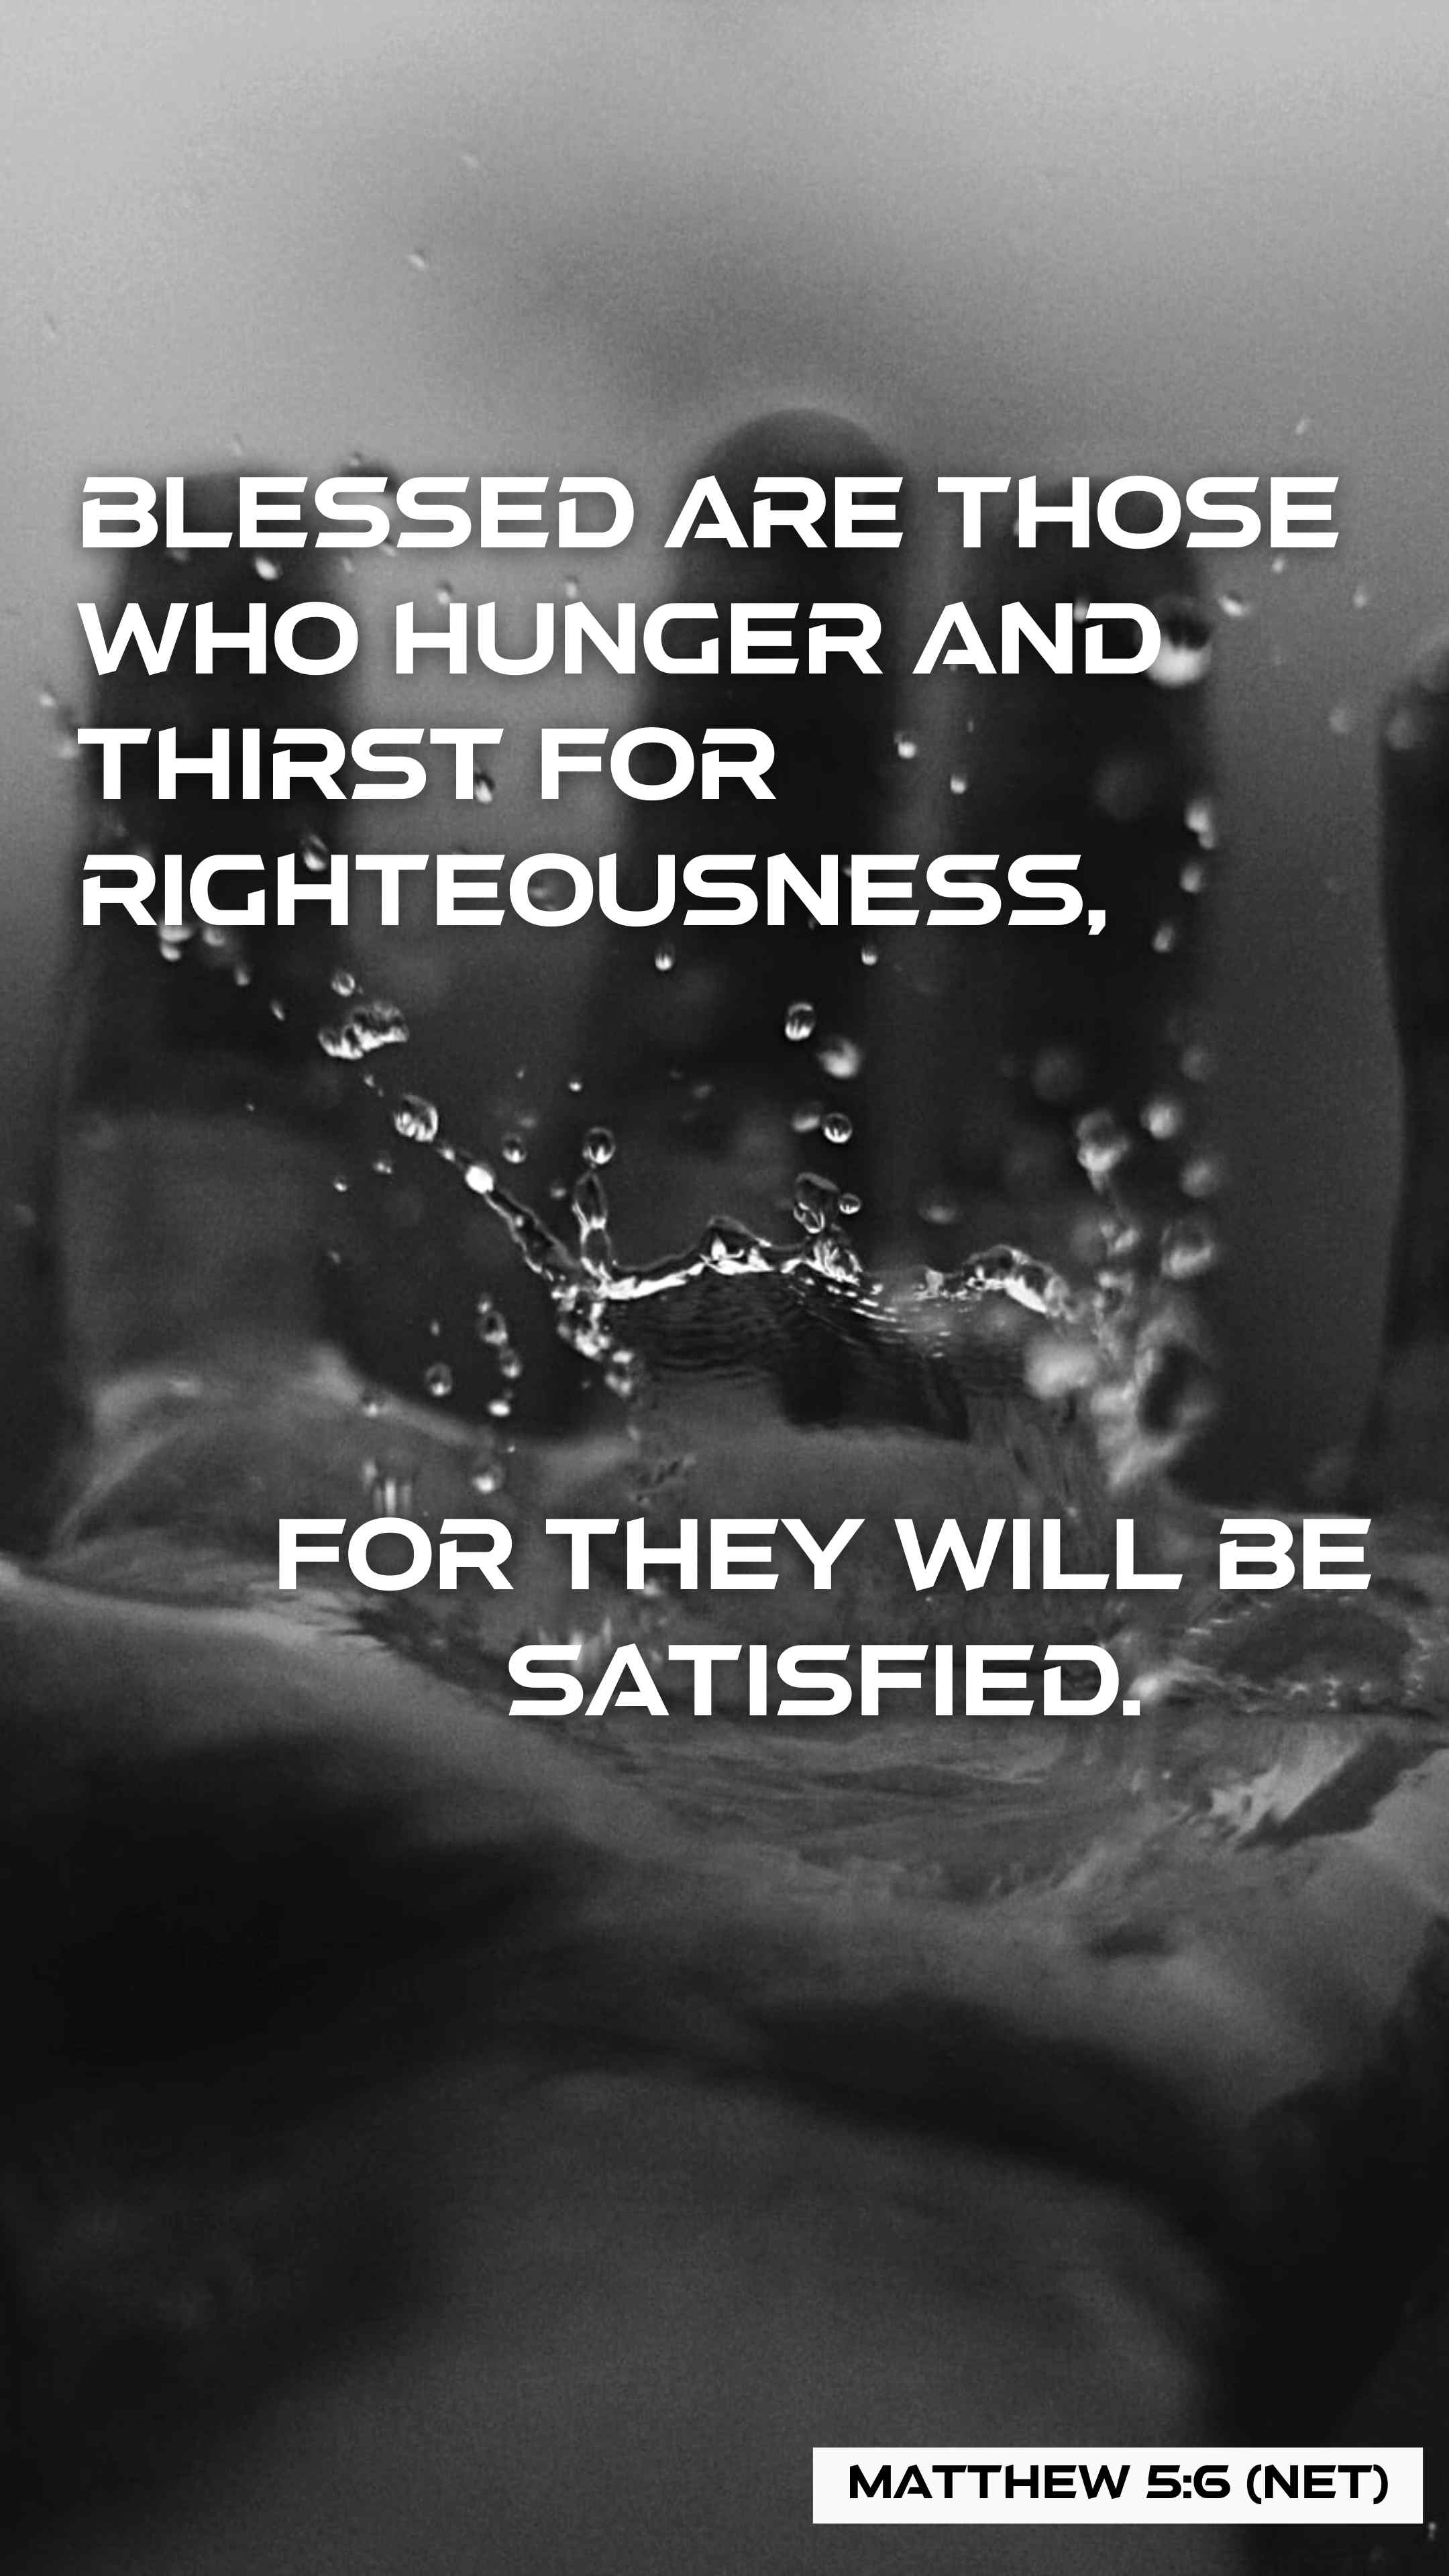 BLESSED ARE THOSE
WHO HUNGER AND
THIRST FOR
RIGHTEOUSNESS,
FOR THEY WILL BE
SATISFIED.
MATTHEW 5:6 (NET)